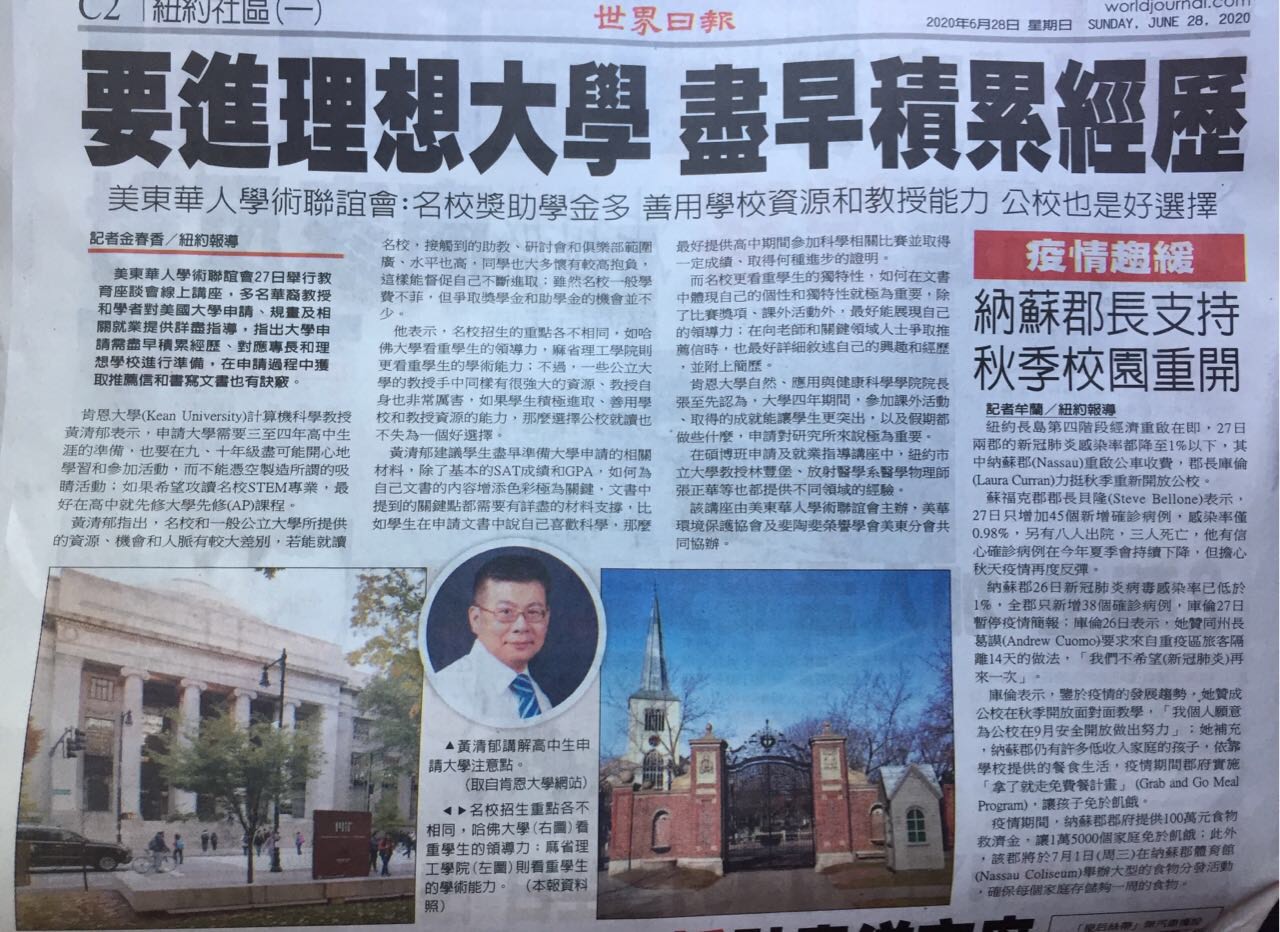 C2 紐約社區(一)
世界日報
worldjournal.com
2020年6月28日 星期日 SUNDAY, JUNE 28, 2020
要進理想大學 盡早積累經歷
美東華人學術聯誼會:名校獎助學金多 善用學校資源和教授能力 公校也是好選擇
記者金春香/紐約報導
美東華人學術聯誼會27日舉行教
育座談會線上講座,多名華裔教授
和學者對美國大學申請、規畫及相
關就業提供詳盡指導,指出大學申
請需盡早積累經歷、對應專長和理
想學校進行準備,在申請過程中獲
取推薦信和書寫文書也有訣竅。
肯恩大學(Kean University)計算機科學教授
黃清郁表示,申請大學需要三至四年高中生
涯的準備,也要在九、十年級盡可能開心地
學習和參加活動,而不能憑空製造所謂的吸
睛活動;如果希望攻讀名校STEM專業,最
好在高中就先修大學先修(AP)課程。
黃清郁指出,名校和一般公立大學所提供
的資源、機會和人脈有較大差別,若能就讀
名校,接觸到的助教、研討會和俱樂部範圍
廣、水平也高,同學也大多懷有較高抱負,
這樣能督促自己不斷進取;雖然名校一般學
費不菲,但爭取獎學金和助學金的機會並不
少。
他表示,名校招生的重點各不相同,如哈
佛大學看重學生的領導力,麻省理工學院則
更看重學生的學術能力;不過,一些公立大
學的教授手中同樣有很強大的資源、教授自
身也非常厲害,如果學生積極進取、善用學
校和教授資源的能力,那麼選擇公校就讀也
不失為一個好選擇。
黃清郁建議學生盡早準備大學申請的相關
材料,除了基本的SAT成績和GPA,如何為
自己文書的內容增添色彩極為關鍵,文書中
提到的關鍵點都需要有詳盡的材料支撐,比
如學生在申請文書中說自己喜歡科學,那麼
最好提供高中期間參加科學相關比賽並取得
一定成績、取得何種進步的證明。
而名校更看重學生的獨特性,如何在文書
中體現自己的個性和獨特性就極為重要,除
了比賽獎項、課外活動外,最好能展現自己
的領導力;在向老師和關鍵領域人士爭取推
薦信時,也最好詳細敘述自己的興趣和經歷
,並附上簡歷。
肯恩大學自然、應用與健康科學學院院長
張至先認為,大學四年期間,參加課外活動
、取得的成就能讓學生更突出,以及假期都
做些什麼,申請對研究所來說極為重要。
在碩博班申請及就業指導講座中,紐約市
立大學教授林豐堡、放射醫學系醫學物理師
張正華等也都提供不同領域的經驗。
該講座由美東華人學術聯誼會主辦,美華
環境保護協會及斐陶斐榮譽學會美東分會共
同協辦。
MIT
▲黃清郁講解高中生申
請大學注意點。
(取自肯恩大學網站)
◀▶名校招生重點各不
相同,哈佛大學(右圖)看
重學生的領導力;麻省理
工學院(左圖)則看重學生
的學術能力。 (本報資料
照)
疫情趨緩
納蘇郡長支持
秋季校園重開
記者牟蘭/紐約報導
紐約長島第四階段經濟重啟在即,27日
兩郡的新冠肺炎感染率都降至1%以下,其
中納蘇郡(Nassau)重啟公車收費,郡長庫倫
(Laura Curran)力挺秋季重新開放公校。
蘇福克郡郡長貝隆(Steve Bellone)表示,
27日只增加45個新增確診病例,感染率僅
0.98%,另有八人出院,三人死亡,他有信
心確診病例在今年夏季會持續下降,但擔心
秋天疫情再度反彈。
納蘇郡26日新冠肺炎病毒感染率已低於
1%,全郡只新增38個確診病例,庫倫27日
暫停疫情簡報;庫倫26日表示,她贊同州長
葛謨(Andrew Cuomo)要求來自重疫區旅客隔
離14天的做法,「我們不希望(新冠肺炎)再
來一次」。
庫倫表示,鑒於疫情的發展趨勢,她贊成
公校在秋季開放面對面教學,「我個人願意
為公校在9月安全開放做出努力」;她補充
,納蘇郡仍有許多低收入家庭的孩子,依靠
學校提供的餐食生活,疫情期間郡府實施
「拿了就走免費餐計畫」(Grab and Go Meal
Program),讓孩子免於飢餓。
疫情期間,納蘇郡郡府提供100萬元食物
救濟金,讓1萬5000個家庭免於飢餓;此外
,該郡將於7月1日(周三)在納蘇郡體育館
(Nassau Coliseum)舉辦大型的食物分發活動
,確保每個家庭存儲夠一周的食物。